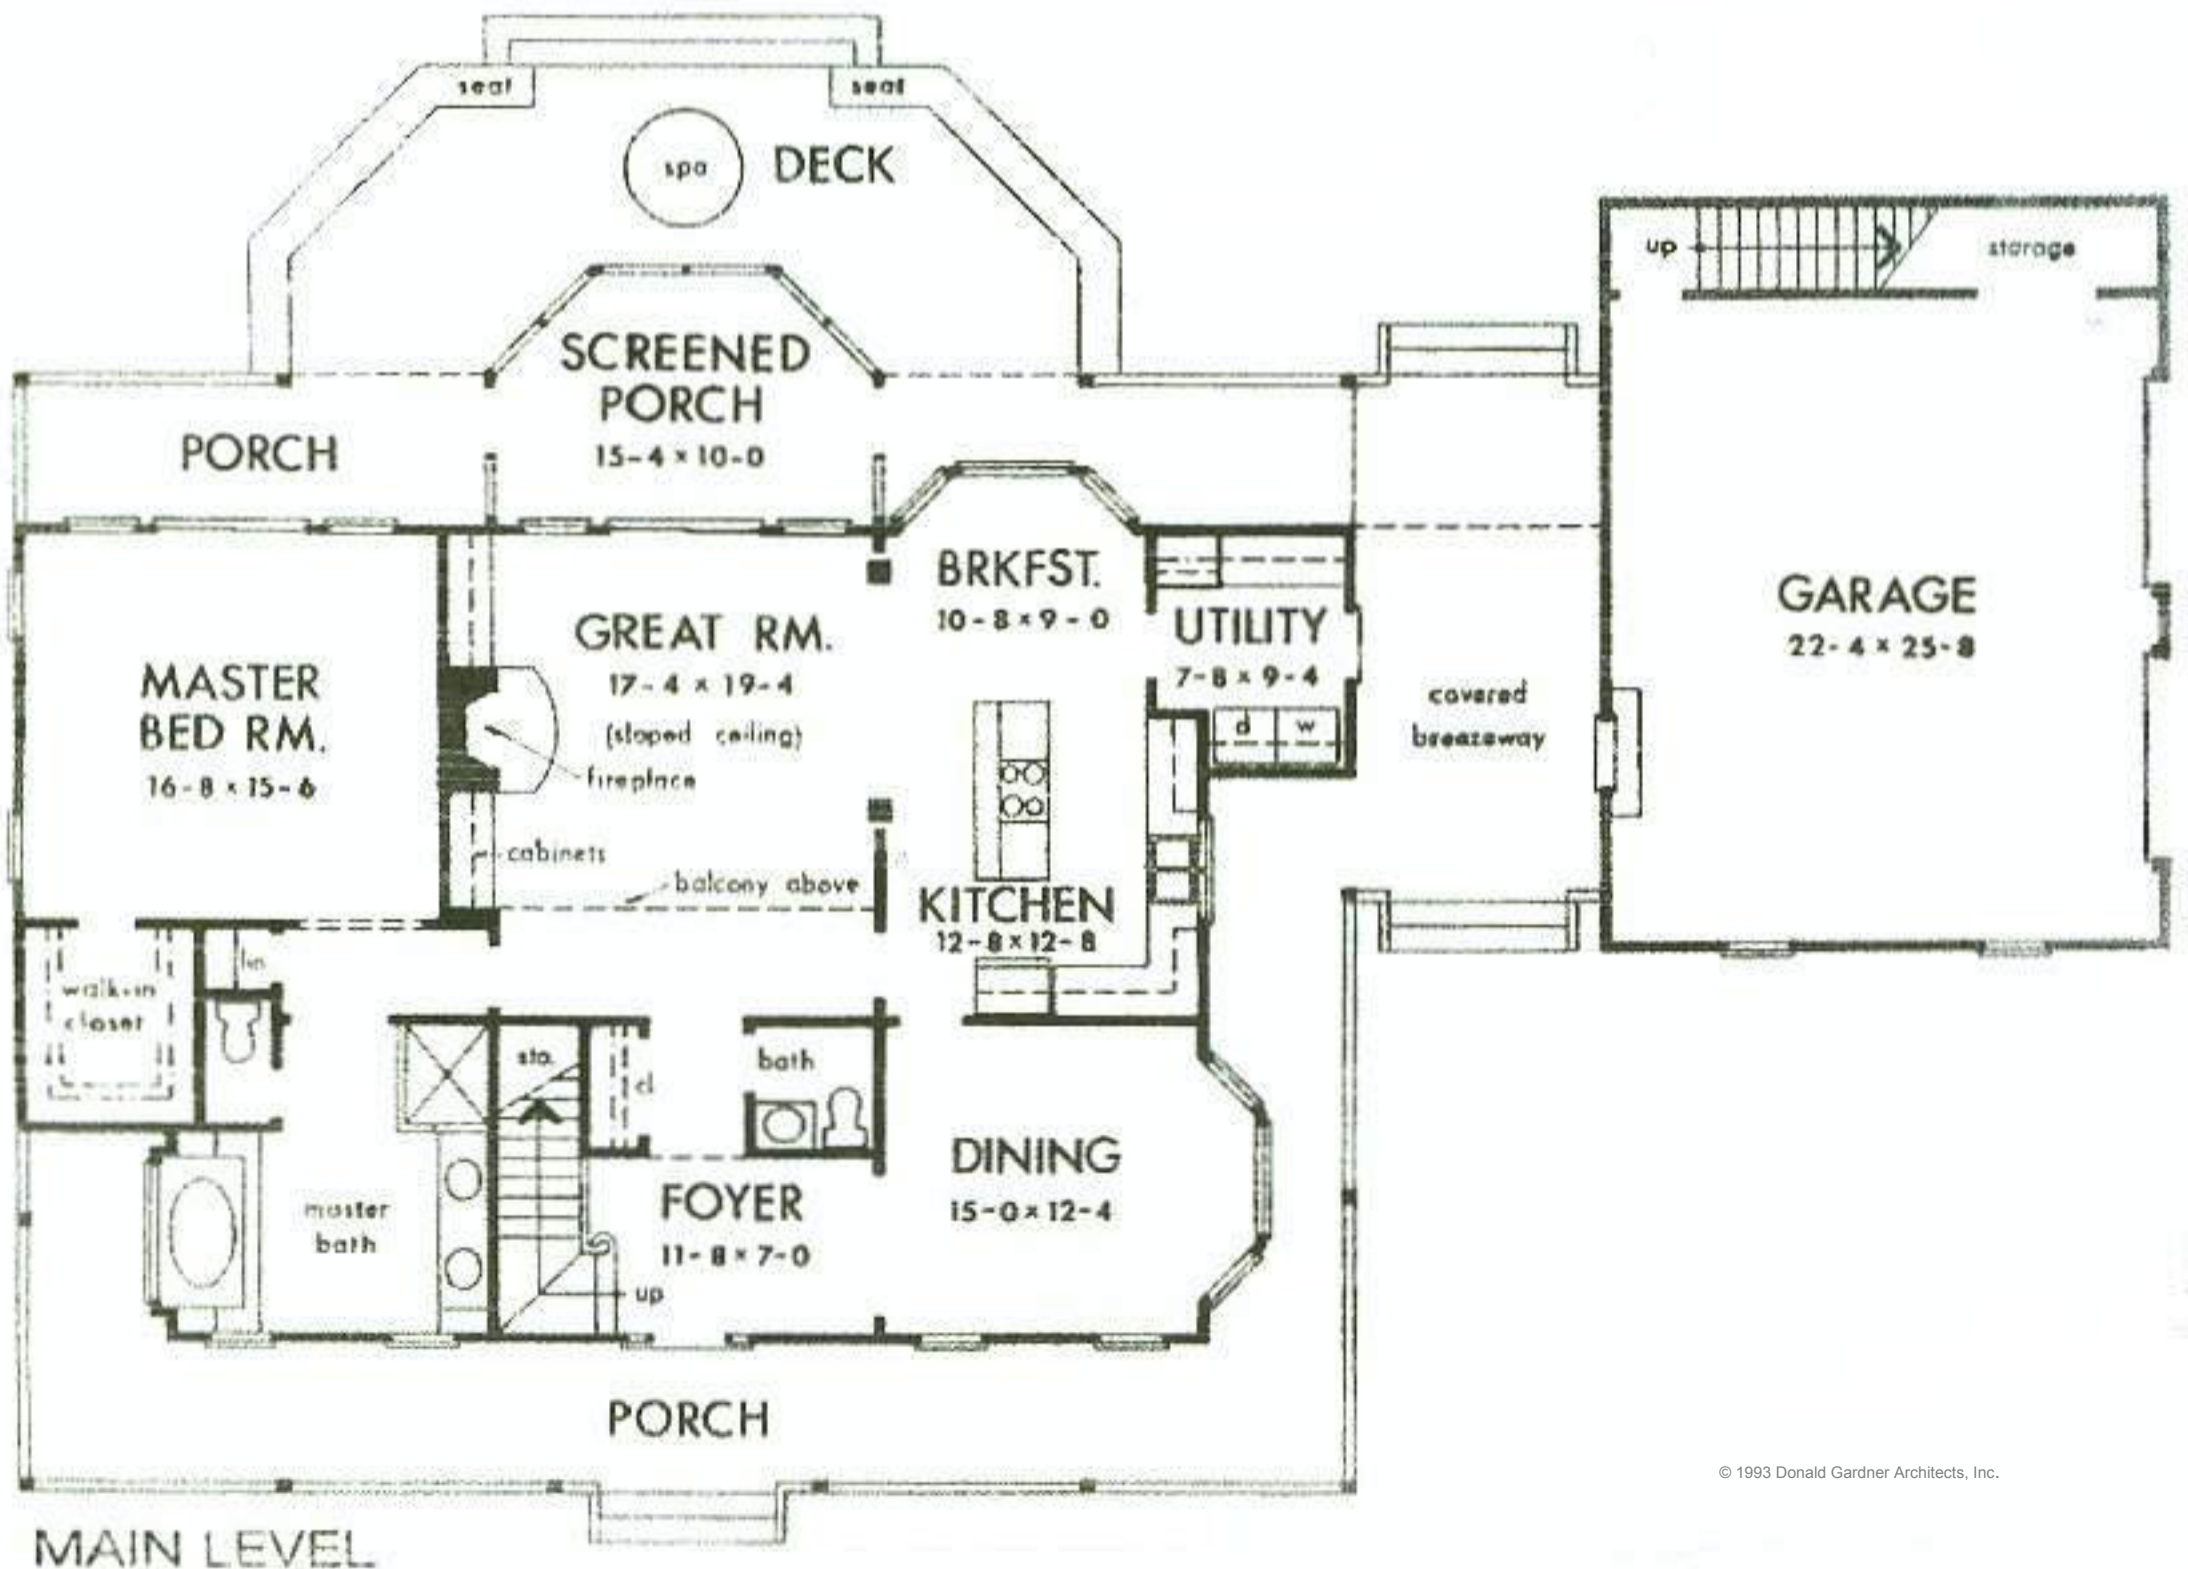 seat
seat
spa
DECK
up
storage
SCREENED
PORCH
15-4 × 10-0
PORCH
BRKFST.
10-8 × 9-0
GARAGE
22-4 × 25-8
GREAT RM.
17-4 × 19-4
(sloped ceiling)
fireplace
UTILITY
7-8 × 9-4
d
w
covered
breezeway
MASTER
BED RM.
16-8 × 15-6
cabinets
balcony above
KITCHEN
12-8 × 12-8
walk-in
closet
lin
sto.
cl
bath
DINING
15-0 × 12-4
FOYER
11-8 × 7-0
master
bath
up
PORCH
© 1993 Donald Gardner Architects, Inc.
MAIN LEVEL